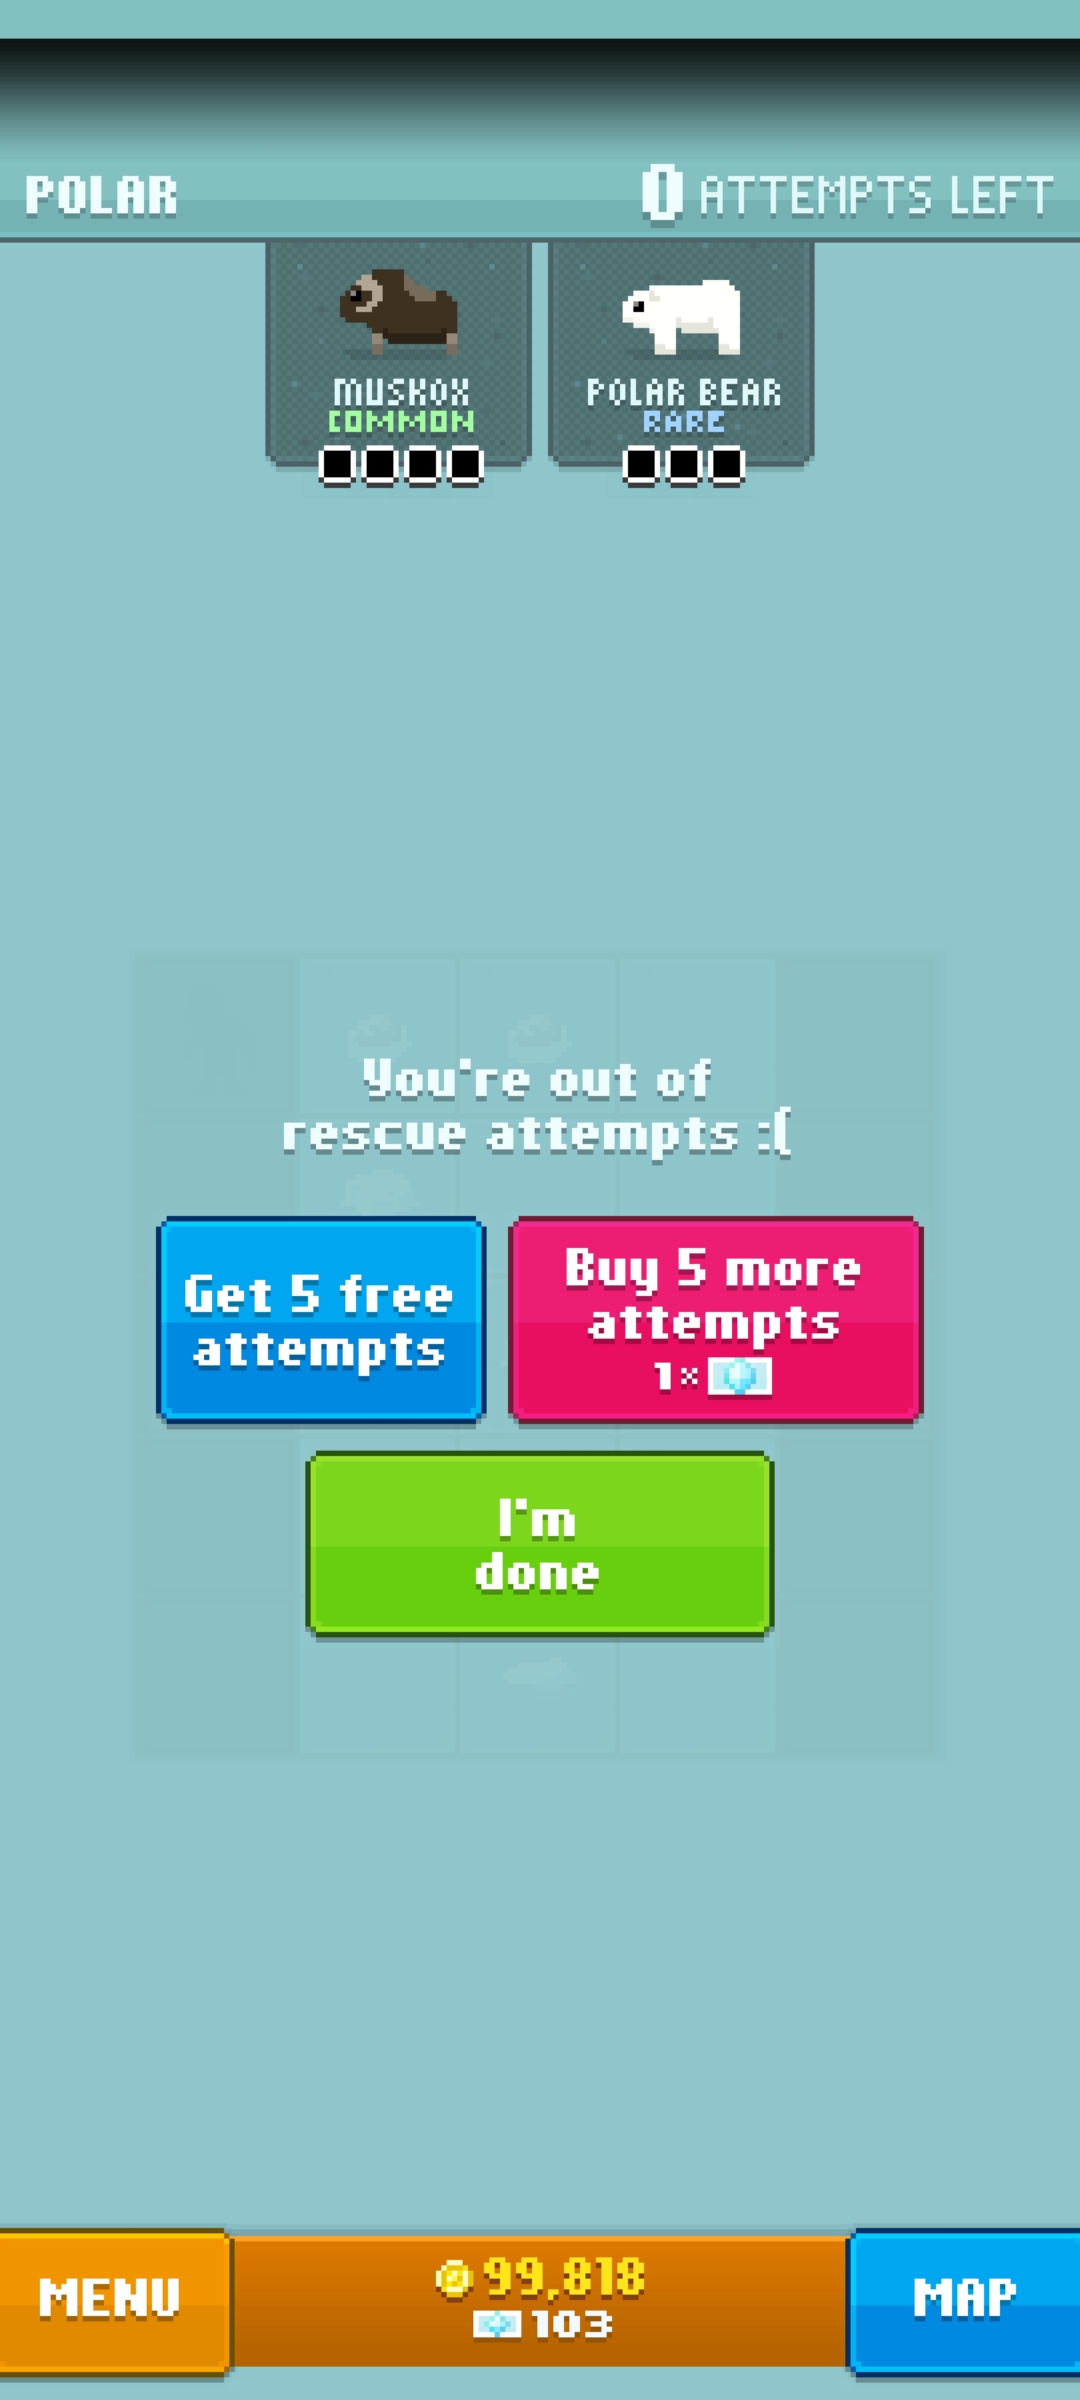 POLAR
0 ATTEMPTS LEFT
MUSKOX
COMMON
POLAR BEAR
RARE
You're out of
rescue attempts :(
Get 5 free
attempts
Buy 5 more
attempts
1×
I'm
done
MENU
99,818
103
MAP